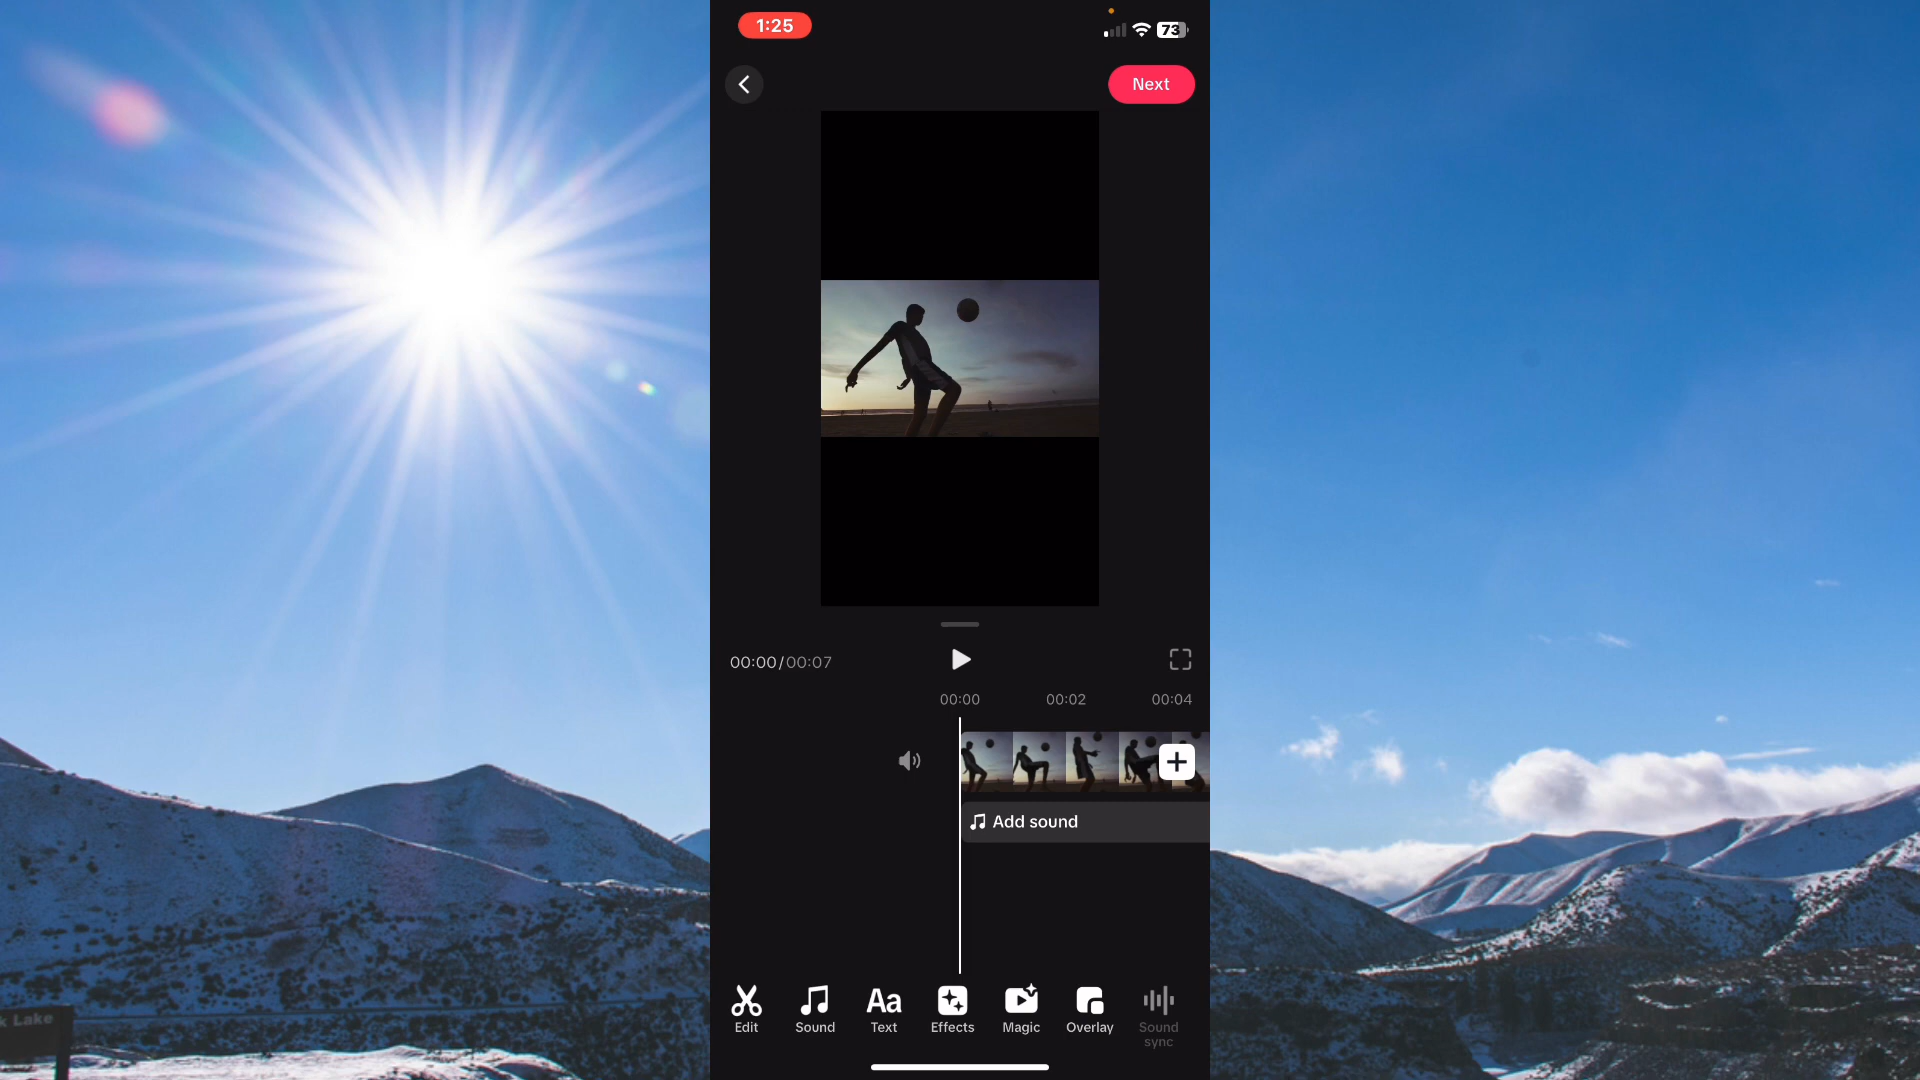 1:25
73
Next
00:00/00:07
00:00 00:02 00:04
Add sound
Edit Sound Text Effects Magic Overlay Sound
sync
k Lake